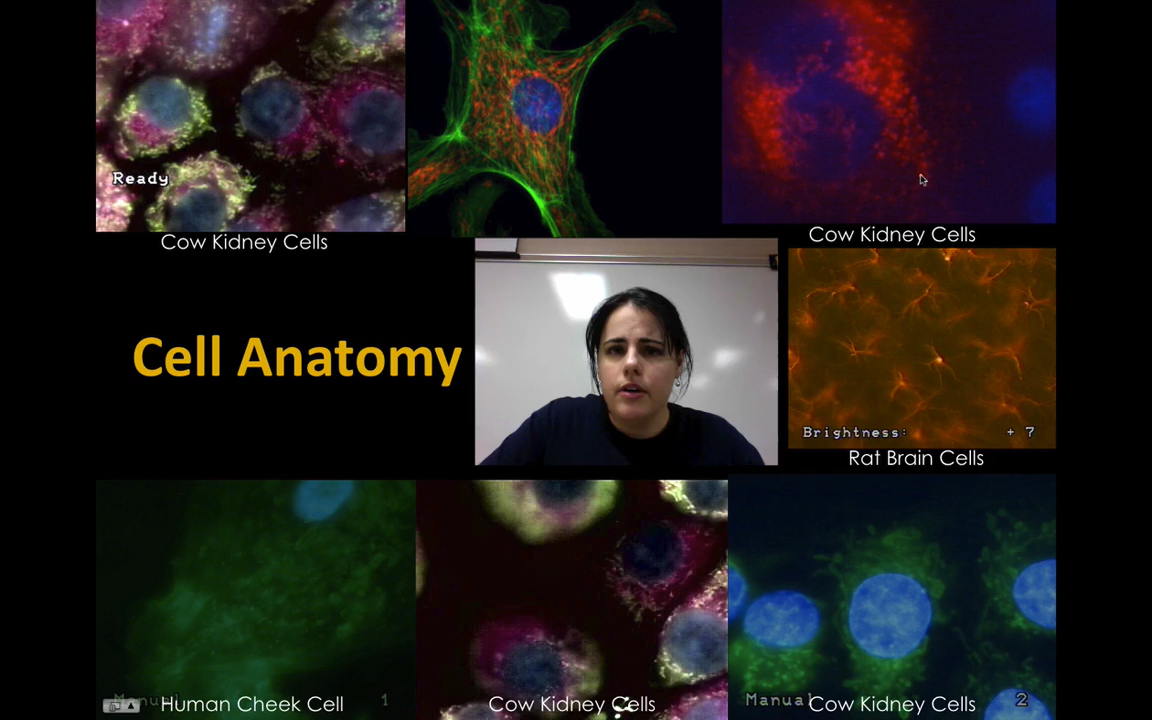 Ready
Cow Kidney Cells
Cow Kidney Cells
Cell Anatomy
Brightness: + 7
Rat Brain Cells
Manual 1
Human Cheek Cell
Cow Kidney Cells
Manual 2
Cow Kidney Cells